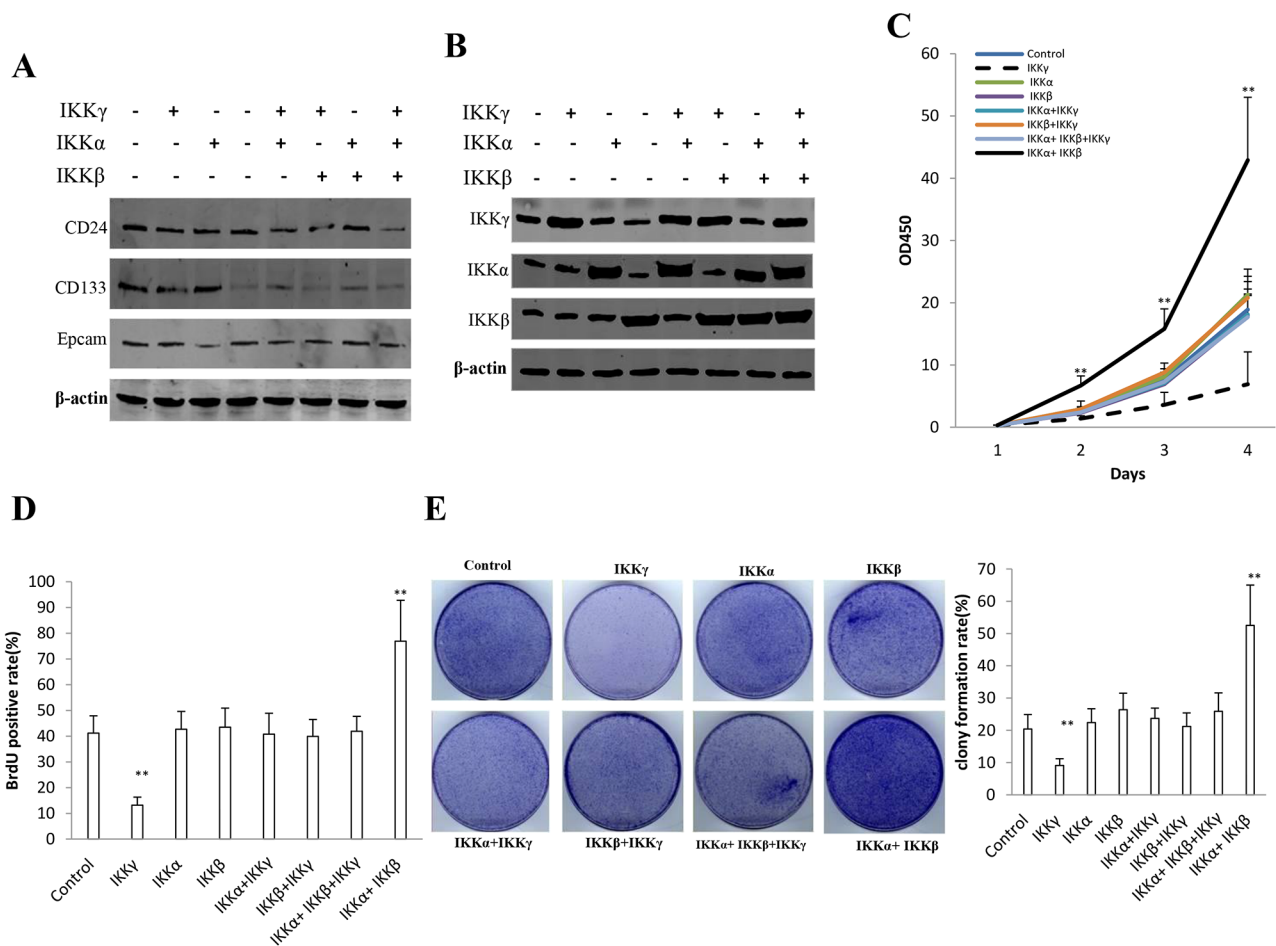 A
IKKγ - + - - + + - +
IKKα - - + - + - + +
IKKβ - - - - - + + +
CD24
CD133
Epcam
β-actin
B
IKKγ - + - - + + - +
IKKα - - + - + - + +
IKKβ - - - - - + + +
IKKγ
IKKα
IKKβ
β-actin
C
60
50
40
30
20
10
0
OD450
1 2 3 4
Days
Control
IKKγ
IKKα
IKKβ
IKKα+IKKγ
IKKβ+IKKγ
IKKα+ IKKβ+IKKγ
IKKα+ IKKβ
**
**
**
D
100
90
80
70
60
50
40
30
20
10
0
BrdU positive rate(%)
**
**
Control
IKKγ
IKKα
IKKβ
IKKα+IKKγ
IKKβ+IKKγ
IKKα+ IKKβ+IKKγ
IKKα+ IKKβ
E
Control IKKγ IKKα IKKβ
IKKα+IKKγ IKKβ+IKKγ IKKα+ IKKβ+IKKγ IKKα+ IKKβ
70
60
50
40
30
20
10
0
clony formation rate(%)
**
**
Control
IKKγ
IKKα
IKKβ
IKKα+IKKγ
IKKβ+IKKγ
IKKα+ IKKβ+IKKγ
IKKα+ IKKβ